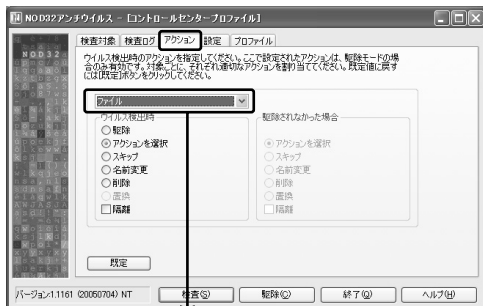 NOD32アンチウイルス - [コントロールセンタープロファイル]
検査対象 検査ログ アクション 設定 プロファイル
NOD32
ウイルス検出時のアクションを指定してください。ここで設定されたアクションは、駆除モードの場
合のみ有効です。対象ごとに、それぞれ適切なアクションを割り当ててください。既定値に戻す
には[既定]ボタンをクリックしてください。
ファイル
ウイルス検出時
駆除
アクションを選択
スキップ
名前変更
削除
置換
隔離
駆除されなかった場合
アクションを選択
スキップ
名前変更
削除
置換
隔離
既定
バージョン:1.1161 (20050704) NT
検査(S)
駆除(C)
終了(Q)
ヘルプ(H)